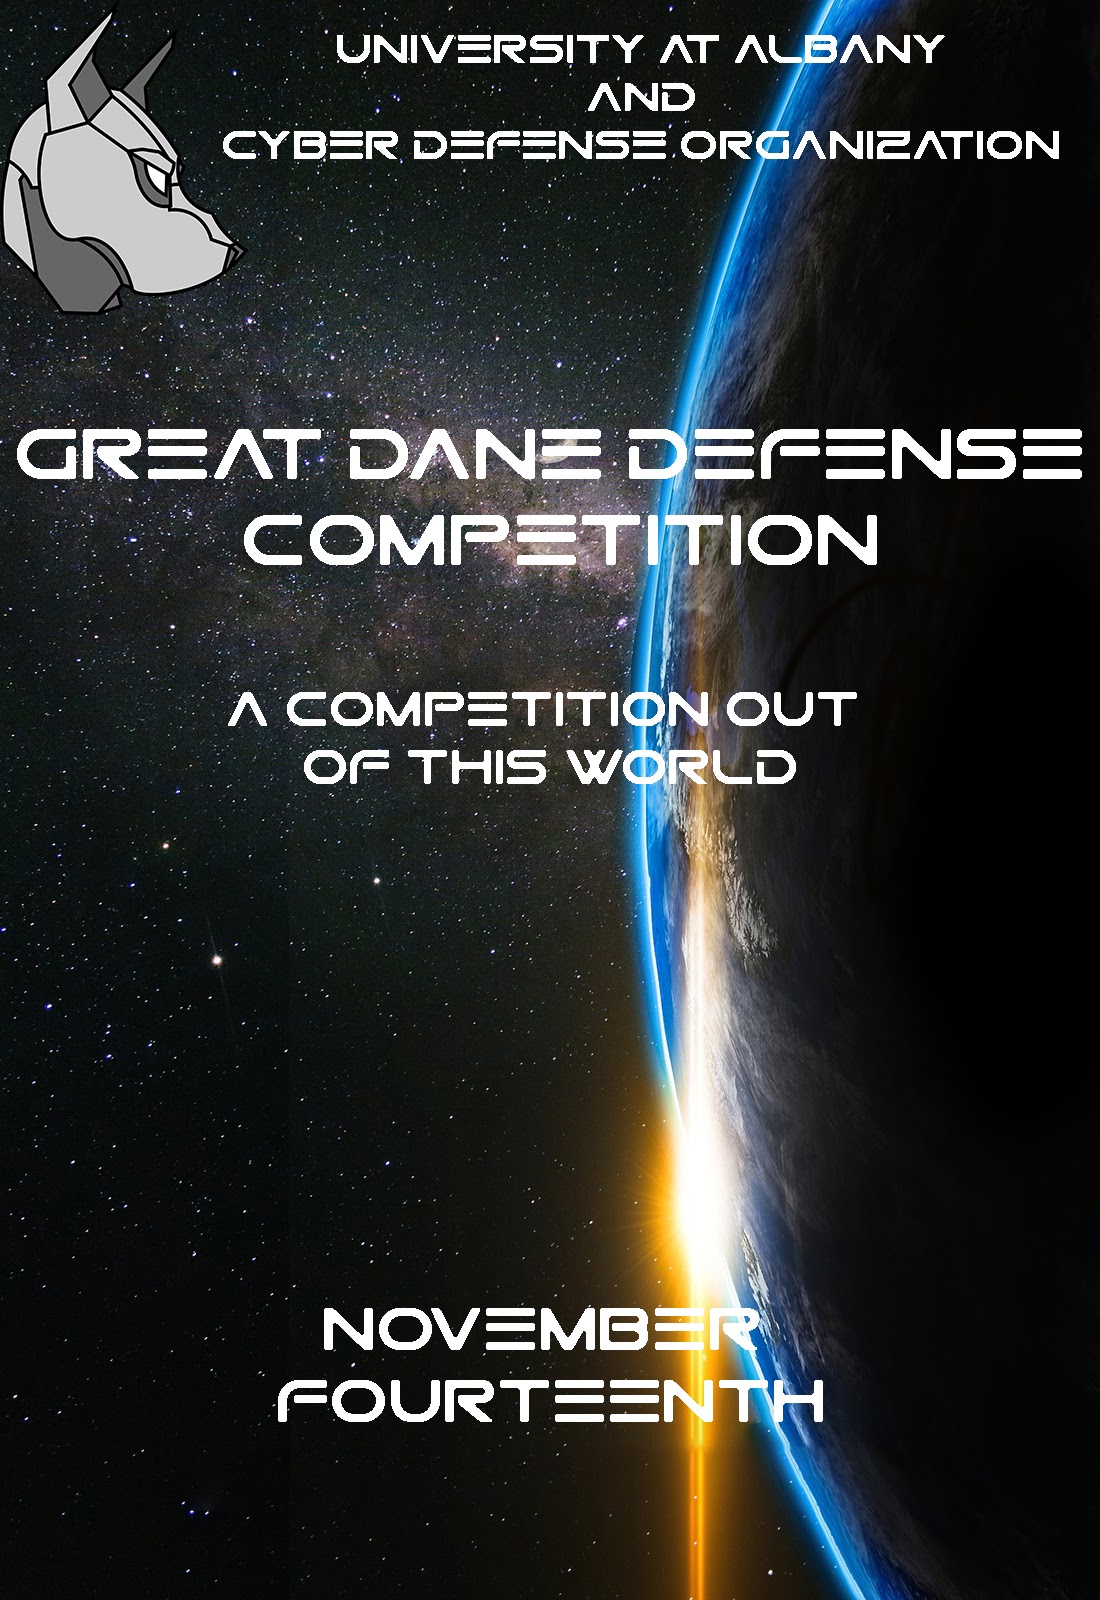 UNIVERSITY AT ALBANY
AND
CYBER DEFENSE ORGANIZATION
GREAT DANE DEFENSE
COMPETITION
A COMPETITION OUT
OF THIS WORLD
NOVEMBER
FOURTEENTH